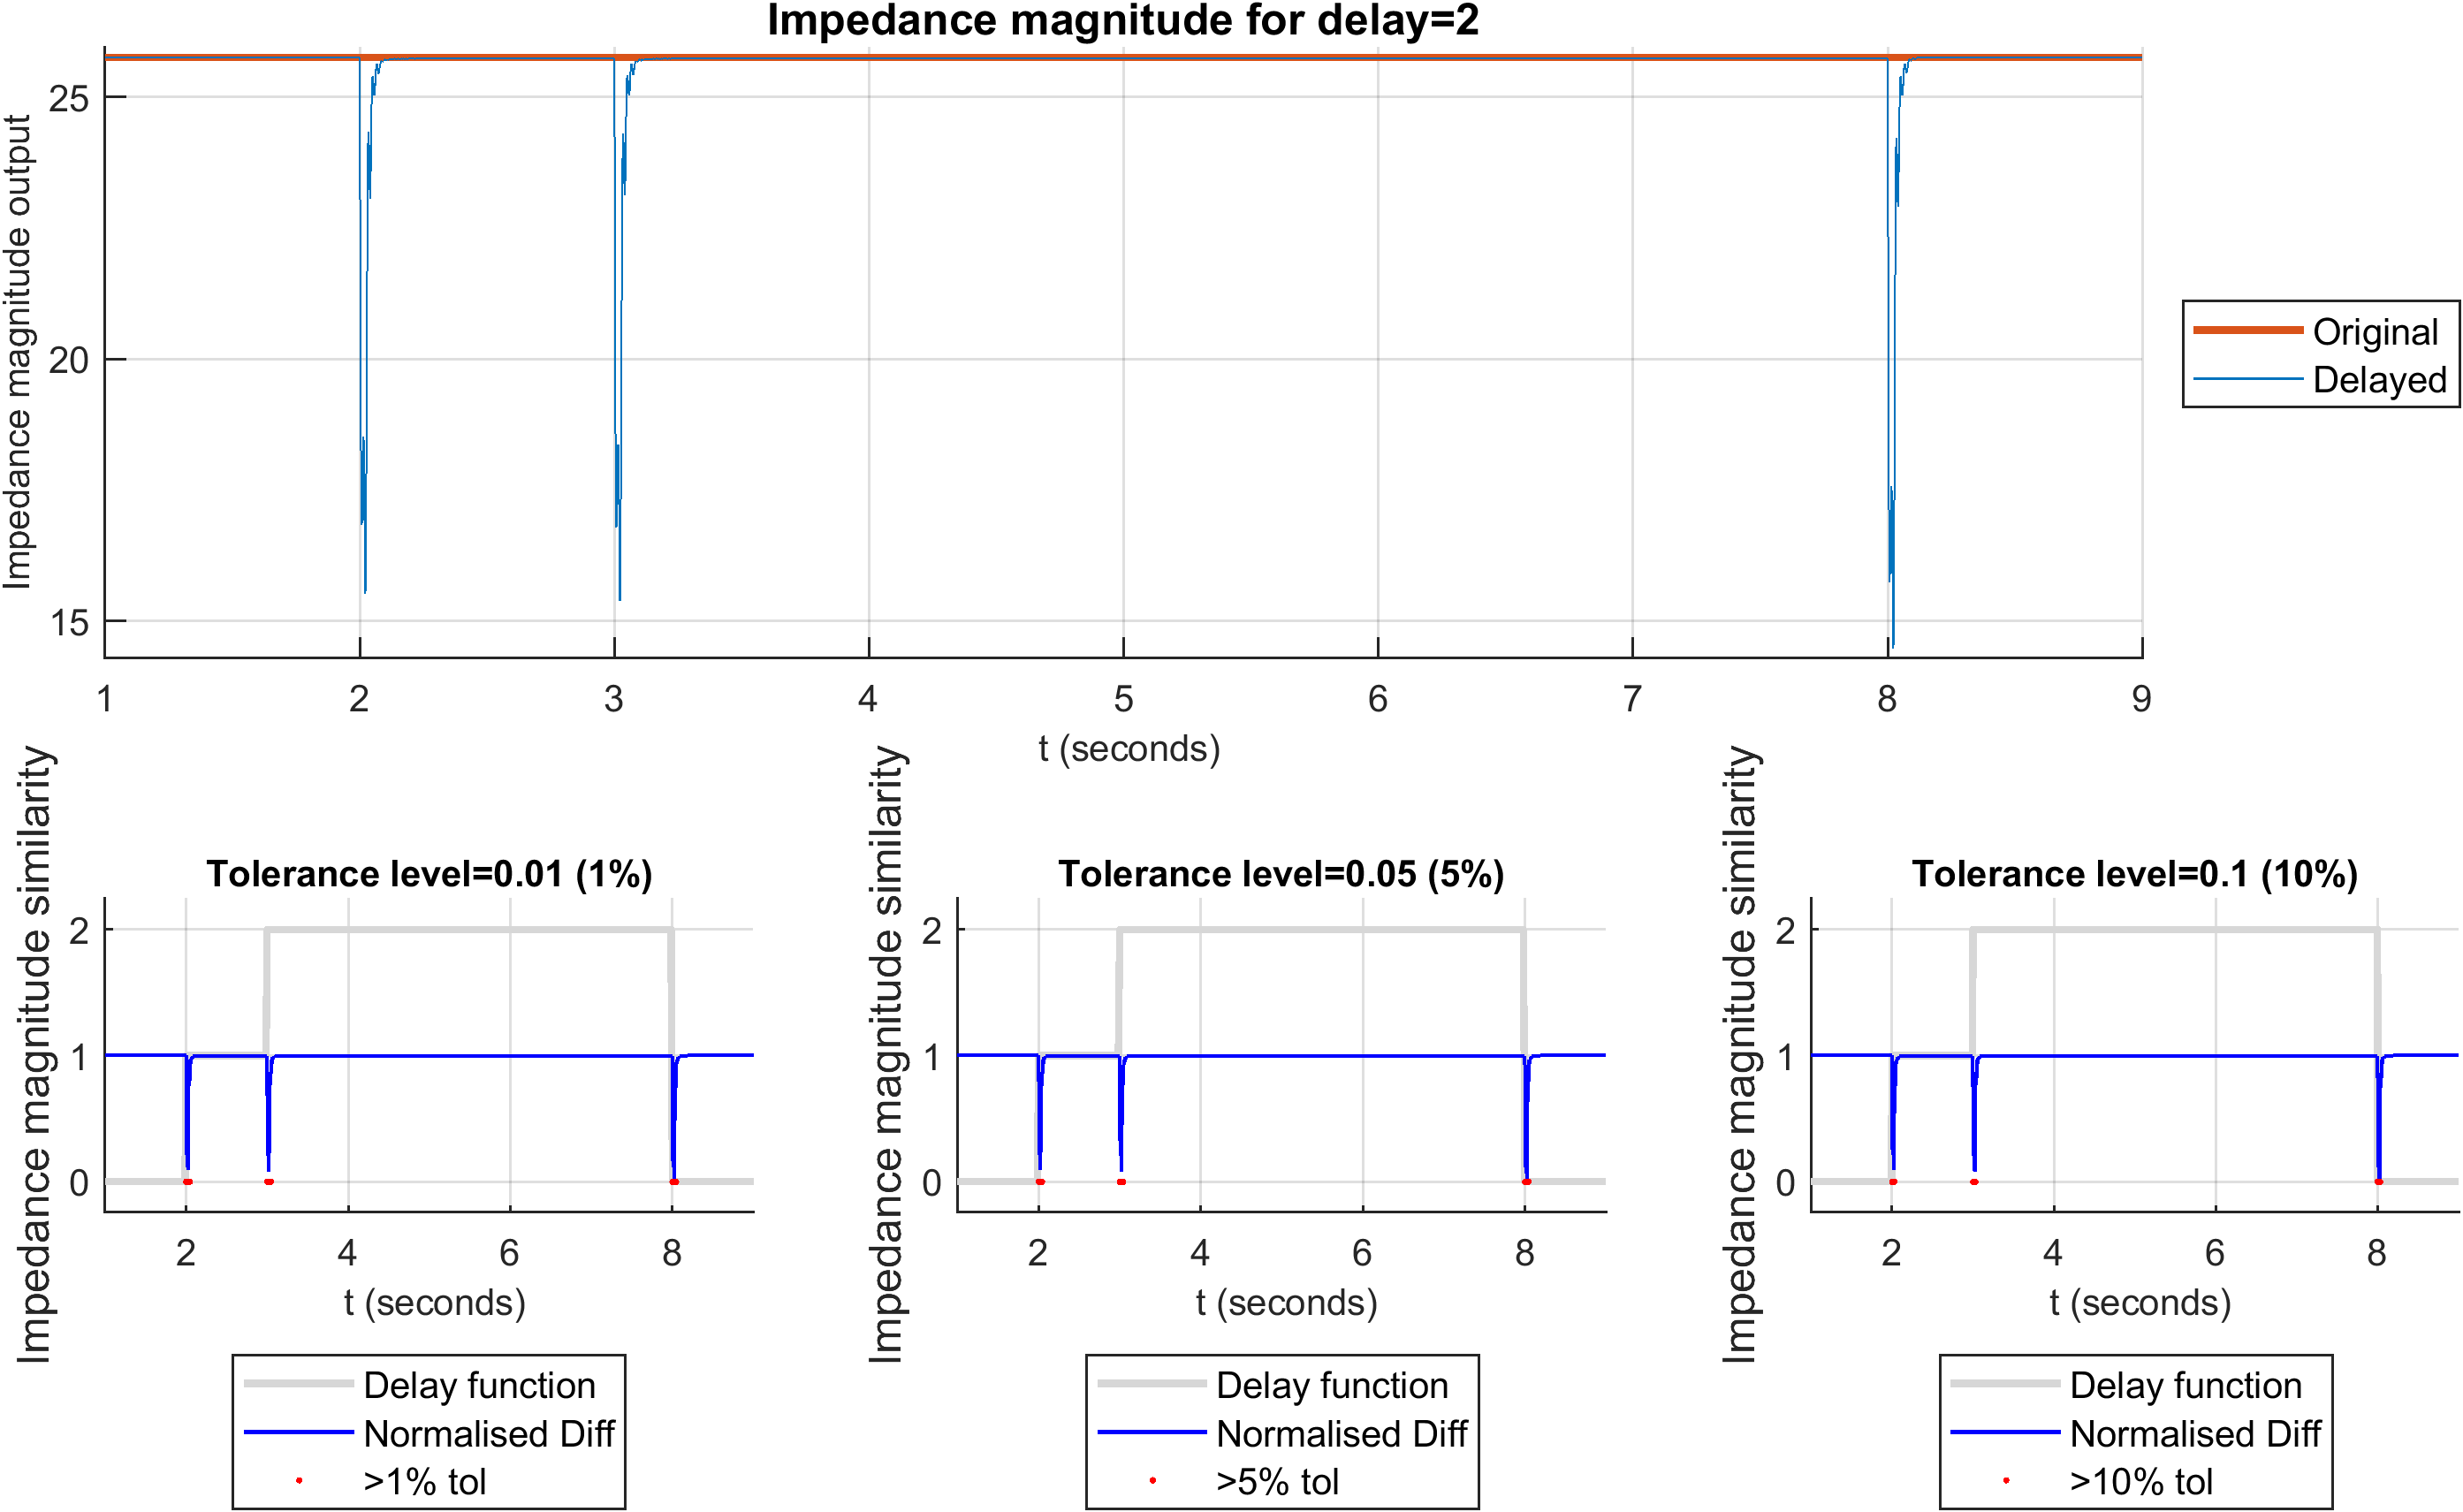 Impedance magnitude for delay=2
Impedance magnitude output
25
20
15
1 2 3 4 5 6 7 8 9
t (seconds)
Original
Delayed
Impedance magnitude similarity
Tolerance level=0.01 (1%)
2
1
0
2 4 6 8
t (seconds)
Delay function
Normalised Diff
>1% tol
Impedance magnitude similarity
Tolerance level=0.05 (5%)
2
1
0
2 4 6 8
t (seconds)
Delay function
Normalised Diff
>5% tol
Impedance magnitude similarity
Tolerance level=0.1 (10%)
2
1
0
2 4 6 8
t (seconds)
Delay function
Normalised Diff
>10% tol